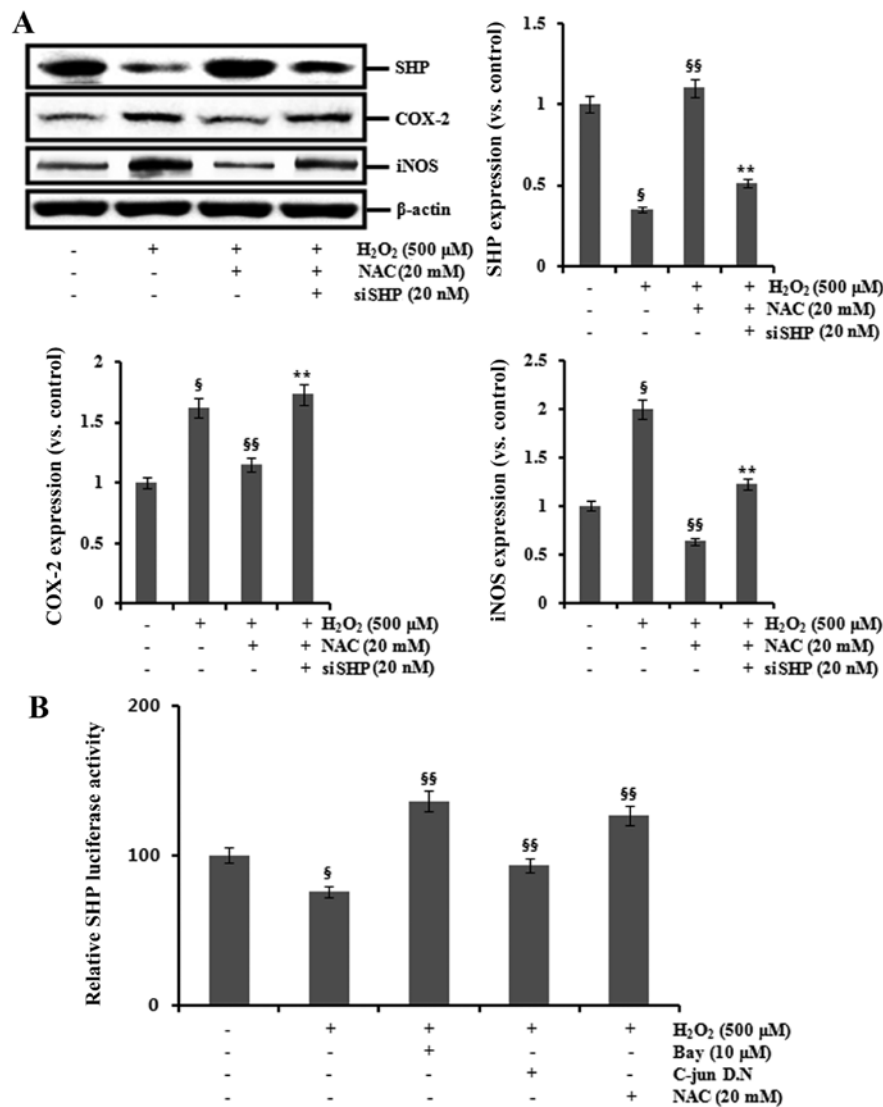 A
SHP
COX-2
iNOS
β-actin
- + + + H₂O₂ (500 μM)
- - + + NAC (20 mM)
- - - + siSHP (20 nM)
SHP expression (vs. control)
1.5
1
0.5
0
§
§§
**
- + + + H₂O₂ (500 μM)
- - + + NAC (20 mM)
- - - + siSHP (20 nM)
COX-2 expression (vs. control)
2
1.5
1
0.5
0
§
§§
**
- + + + H₂O₂ (500 μM)
- - + + NAC (20 mM)
- - - + siSHP (20 nM)
iNOS expression (vs. control)
2.5
2
1.5
1
0.5
0
§
§§
**
- + + + H₂O₂ (500 μM)
- - + + NAC (20 mM)
- - - + siSHP (20 nM)
B
Relative SHP luciferase activity
200
100
0
§
§§
§§
§§
- + + + + H₂O₂ (500 μM)
- - + - - Bay (10 μM)
- - - + - C-jun D.N
- - - - + NAC (20 mM)